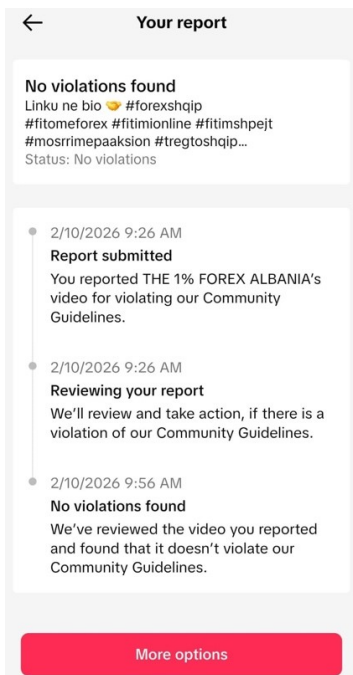 Your report
No violations found
Linku ne bio 🤝 #forexshqip
#fitomeforex #fitimionline #fitimshpejt
#mosrrimepaaksion #tregtoshqip...
Status: No violations
2/10/2026 9:26 AM
Report submitted
You reported THE 1% FOREX ALBANIA's
video for violating our Community
Guidelines.
2/10/2026 9:26 AM
Reviewing your report
We'll review and take action, if there is a
violation of our Community Guidelines.
2/10/2026 9:56 AM
No violations found
We've reviewed the video you reported
and found that it doesn't violate our
Community Guidelines.
More options